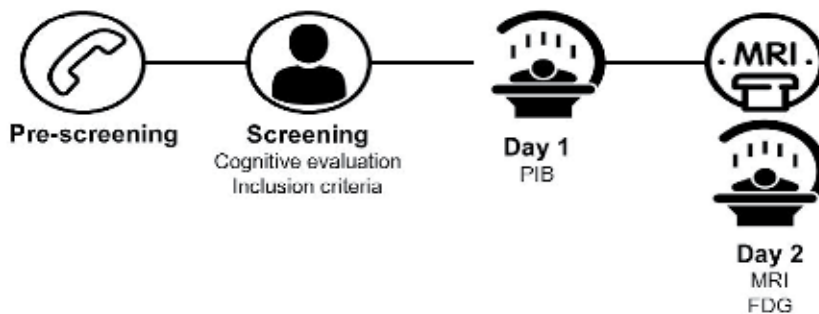 Pre-screening
Screening
Cognitive evaluation
Inclusion criteria
Day 1
PIB
MRI
Day 2
MRI
FDG